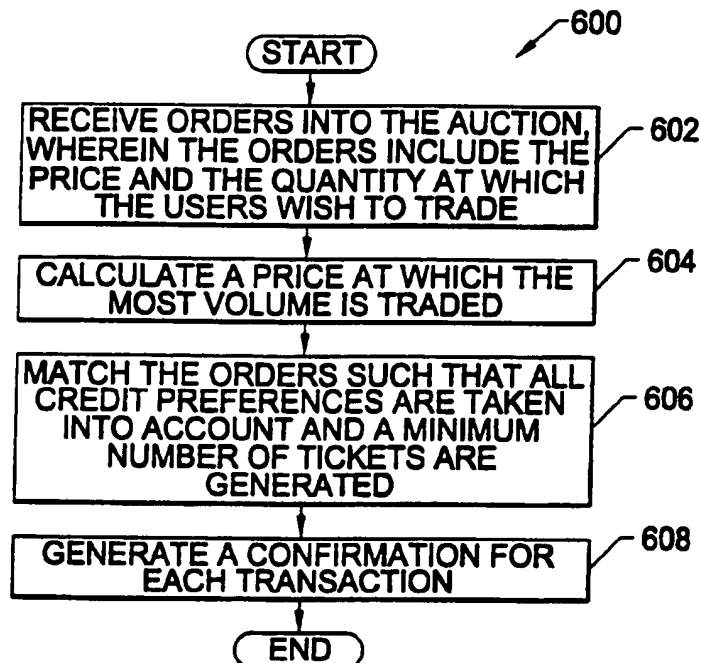 600
START
RECEIVE ORDERS INTO THE AUCTION,
WHEREIN THE ORDERS INCLUDE THE
PRICE AND THE QUANTITY AT WHICH
THE USERS WISH TO TRADE
602
CALCULATE A PRICE AT WHICH THE
MOST VOLUME IS TRADED
604
MATCH THE ORDERS SUCH THAT ALL
CREDIT PREFERENCES ARE TAKEN
INTO ACCOUNT AND A MINIMUM
NUMBER OF TICKETS ARE
GENERATED
606
GENERATE A CONFIRMATION FOR
EACH TRANSACTION
608
END